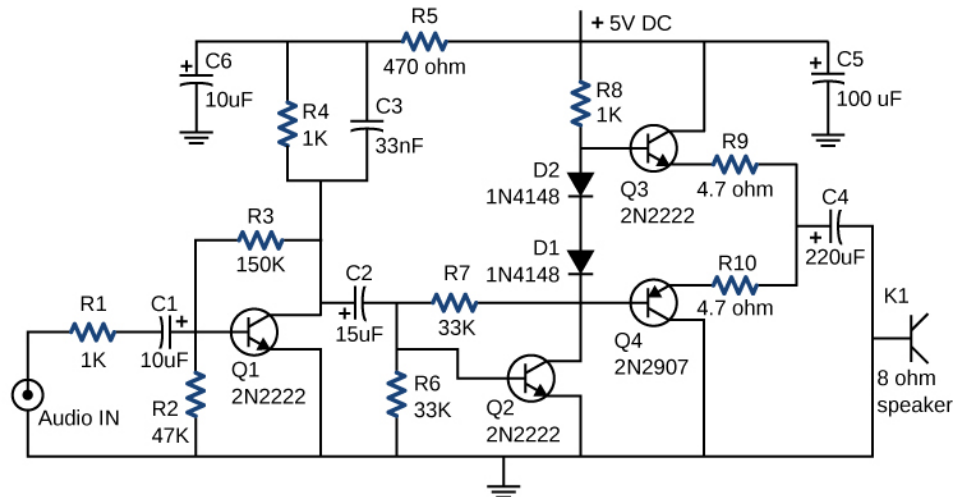 R5
470 ohm
+ 5V DC
+
C6
10uF
R4
1K
C3
33nF
R8
1K
+
C5
100 uF
D2
1N4148
Q3
2N2222
R9
4.7 ohm
R3
150K
D1
1N4148
C4
+
220uF
R1
1K
C1
+
10uF
C2
+
15uF
R7
33K
R10
4.7 ohm
K1
8 ohm
speaker
Q1
2N2222
Q4
2N2907
Audio IN
R2
47K
R6
33K
Q2
2N2222